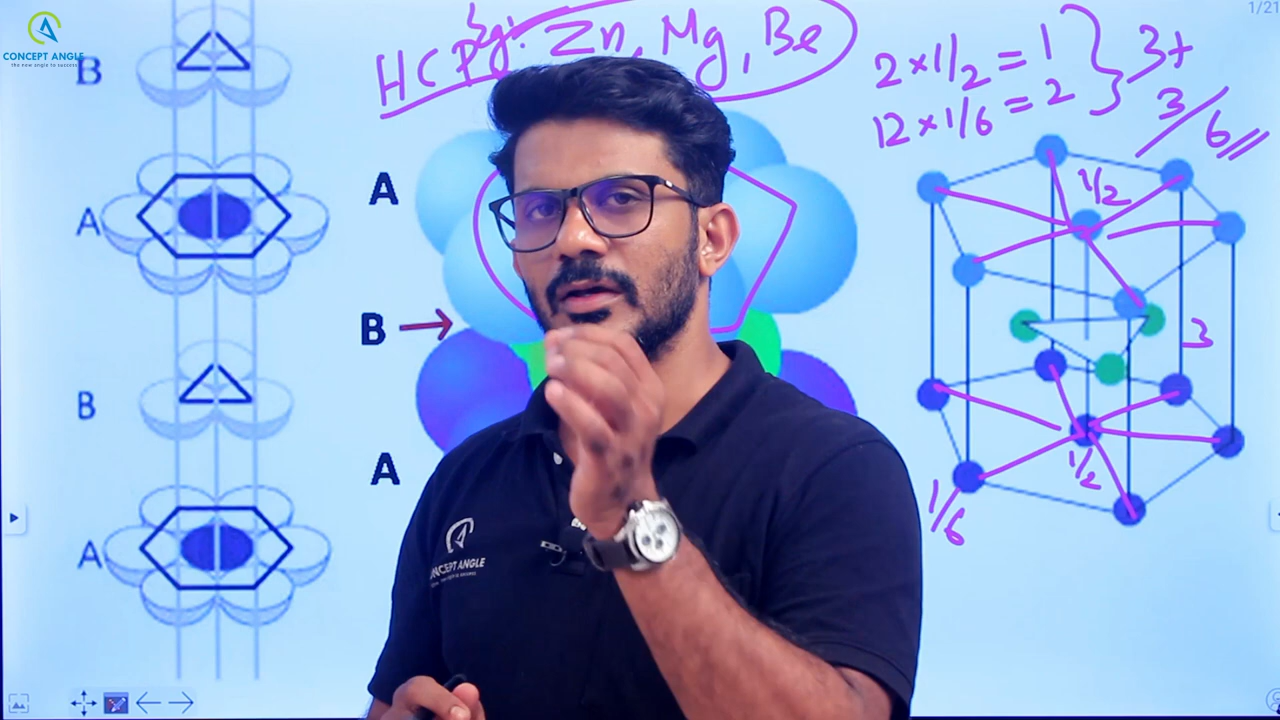 CONCEPT ANGLE
the new angle to success
B
A
B
A
HCP Eg: Zn, Mg, Be
A
B
A
1/21
2×1/2 = 1
12×1/6 = 2
} 3+
3/6
1/2
3
1/2
1/6
CONCEPT ANGLE